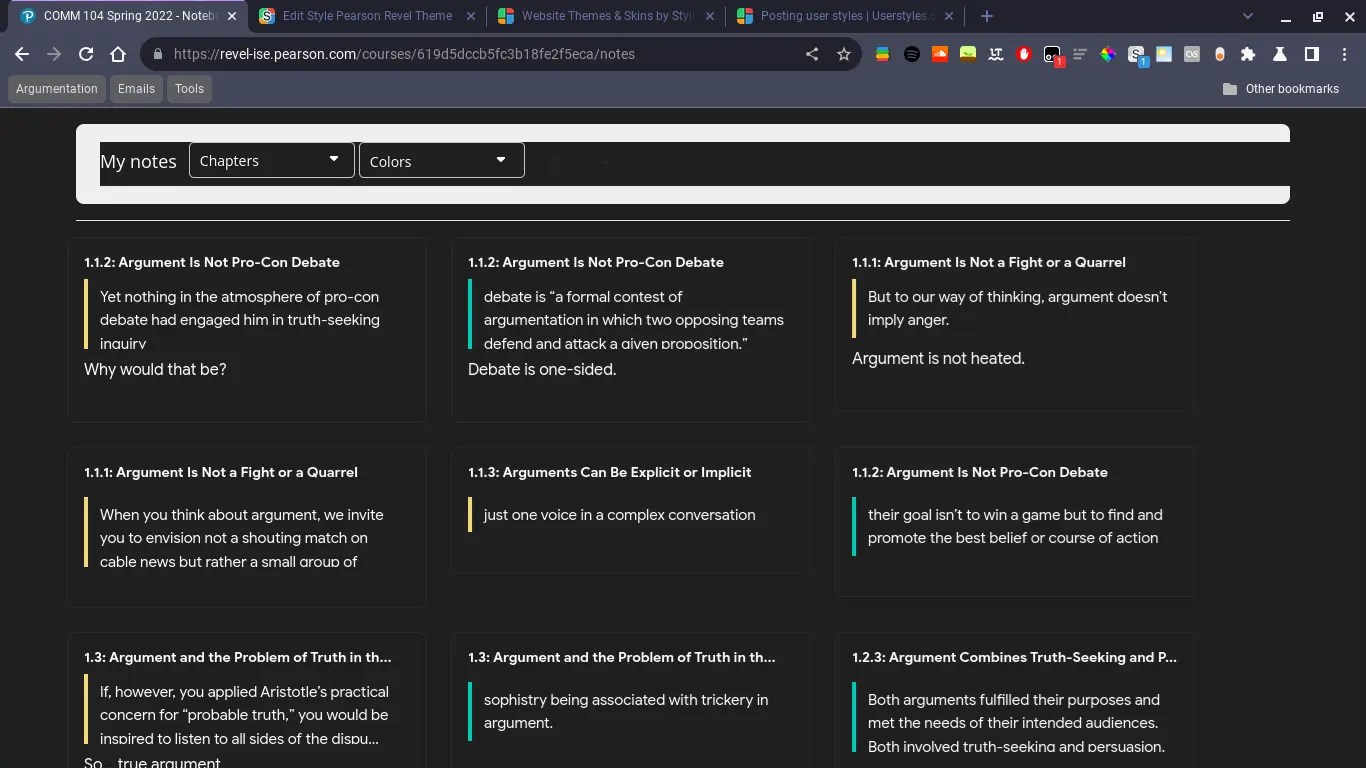 COMM 104 Spring 2022 - Noteb
Edit Style Pearson Revel Theme
Website Themes & Skins by Styli
Posting user styles | Userstyles.o
https://revel-ise.pearson.com/courses/619d5dccb5fc3b18fe2f5eca/notes
1
1
Argumentation
Emails
Tools
Other bookmarks
My notes
Chapters
Colors
1.1.2: Argument Is Not Pro-Con Debate
Yet nothing in the atmosphere of pro-con
debate had engaged him in truth-seeking
inquiry
Why would that be?
1.1.2: Argument Is Not Pro-Con Debate
debate is “a formal contest of
argumentation in which two opposing teams
defend and attack a given proposition.”
Debate is one-sided.
1.1.1: Argument Is Not a Fight or a Quarrel
But to our way of thinking, argument doesn’t
imply anger.
Argument is not heated.
1.1.1: Argument Is Not a Fight or a Quarrel
When you think about argument, we invite
you to envision not a shouting match on
cable news but rather a small group of
1.1.3: Arguments Can Be Explicit or Implicit
just one voice in a complex conversation
1.1.2: Argument Is Not Pro-Con Debate
their goal isn’t to win a game but to find and
promote the best belief or course of action
1.3: Argument and the Problem of Truth in th...
If, however, you applied Aristotle’s practical
concern for “probable truth,” you would be
inspired to listen to all sides of the dispu...
So... true argument
1.3: Argument and the Problem of Truth in th...
sophistry being associated with trickery in
argument.
1.2.3: Argument Combines Truth-Seeking and P...
Both arguments fulfilled their purposes and
met the needs of their intended audiences.
Both involved truth-seeking and persuasion.